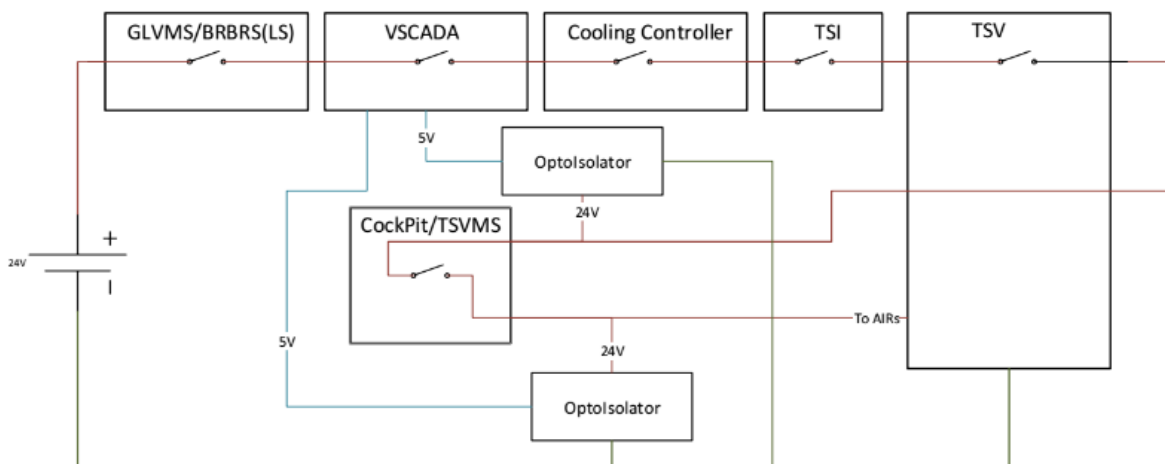 GLVMS/BRBRS(LS)
VSCADA
Cooling Controller
TSI
TSV
5V
OptoIsolator
24V
CockPit/TSVMS
+
24V
–
To AIRs
5V
24V
OptoIsolator